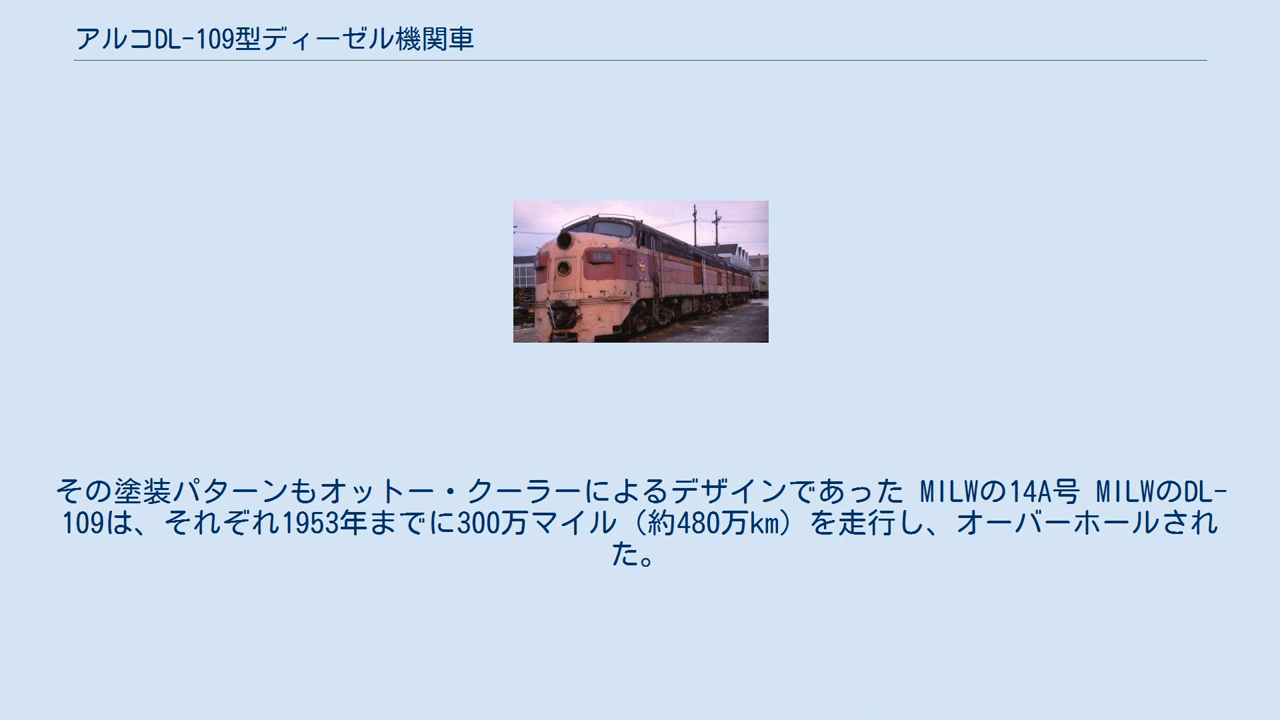 アルコDL-109型ディーゼル機関車
その塗装パターンもオットー・クーラーによるデザインであった MILWの14A号 MILWのDL-
109は、それぞれ1953年までに300万マイル（約480万km）を走行し、オーバーホールされ
た。